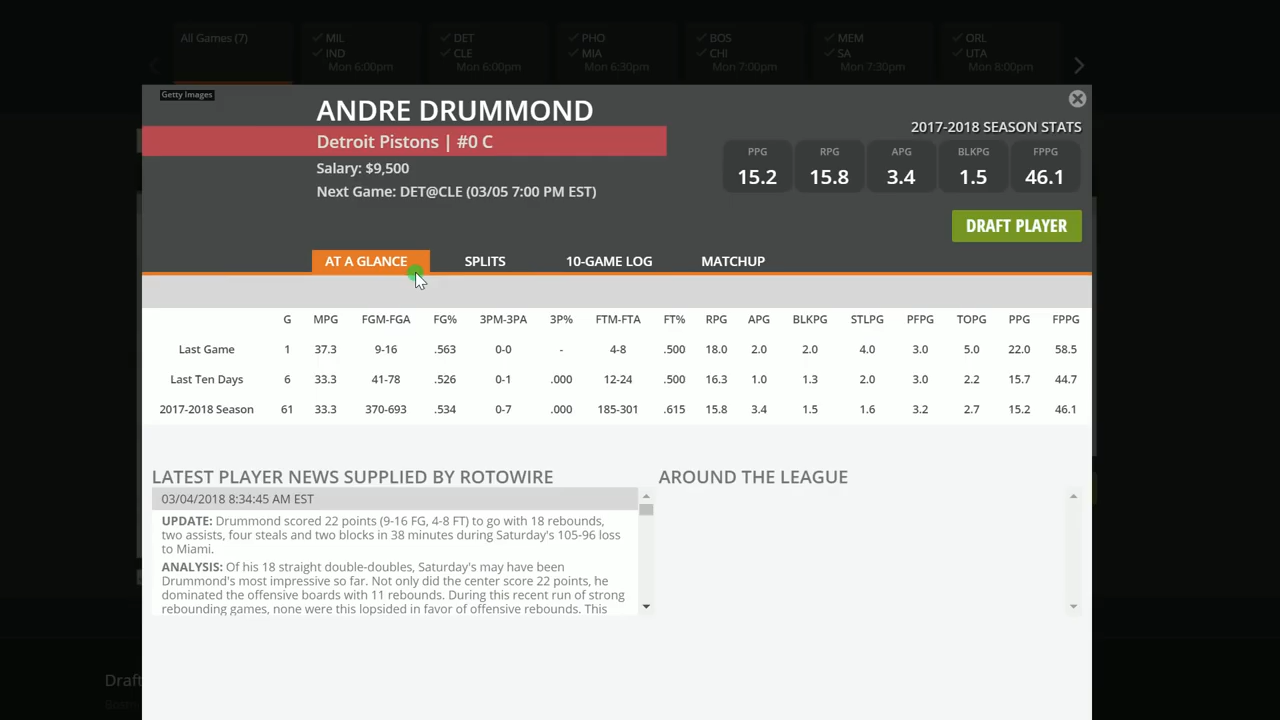 All Games (7)
MIL
IND
Mon 6:00pm
DET
CLE
Mon 6:00pm
PHO
MIA
Mon 6:30pm
BOS
CHI
Mon 7:00pm
MEM
SA
Mon 7:30pm
ORL
UTA
Mon 8:00pm
Getty Images
ANDRE DRUMMOND
Detroit Pistons | #0 C
Salary: $9,500
Next Game: DET@CLE (03/05 7:00 PM EST)
2017-2018 SEASON STATS
PPG RPG APG BLKPG FPPG
15.2 15.8 3.4 1.5 46.1
DRAFT PLAYER
AT A GLANCE SPLITS 10-GAME LOG MATCHUP
G MPG FGM-FGA FG% 3PM-3PA 3P% FTM-FTA FT% RPG APG BLKPG STLPG PFPG TOPG PPG FPPG
Last Game 1 37.3 9-16 .563 0-0 - 4-8 .500 18.0 2.0 2.0 4.0 3.0 5.0 22.0 58.5
Last Ten Days 6 33.3 41-78 .526 0-1 .000 12-24 .500 16.3 1.0 1.3 2.0 3.0 2.2 15.7 44.7
2017-2018 Season 61 33.3 370-693 .534 0-7 .000 185-301 .615 15.8 3.4 1.5 1.6 3.2 2.7 15.2 46.1
LATEST PLAYER NEWS SUPPLIED BY ROTOWIRE
03/04/2018 8:34:45 AM EST
UPDATE: Drummond scored 22 points (9-16 FG, 4-8 FT) to go with 18 rebounds,
two assists, four steals and two blocks in 38 minutes during Saturday's 105-96 loss
to Miami.
ANALYSIS: Of his 18 straight double-doubles, Saturday's may have been
Drummond's most impressive so far. Not only did the center score 22 points, he
dominated the offensive boards with 11 rebounds. During this recent run of strong
rebounding games, none were this lopsided in favor of offensive rebounds. This
AROUND THE LEAGUE
Draft